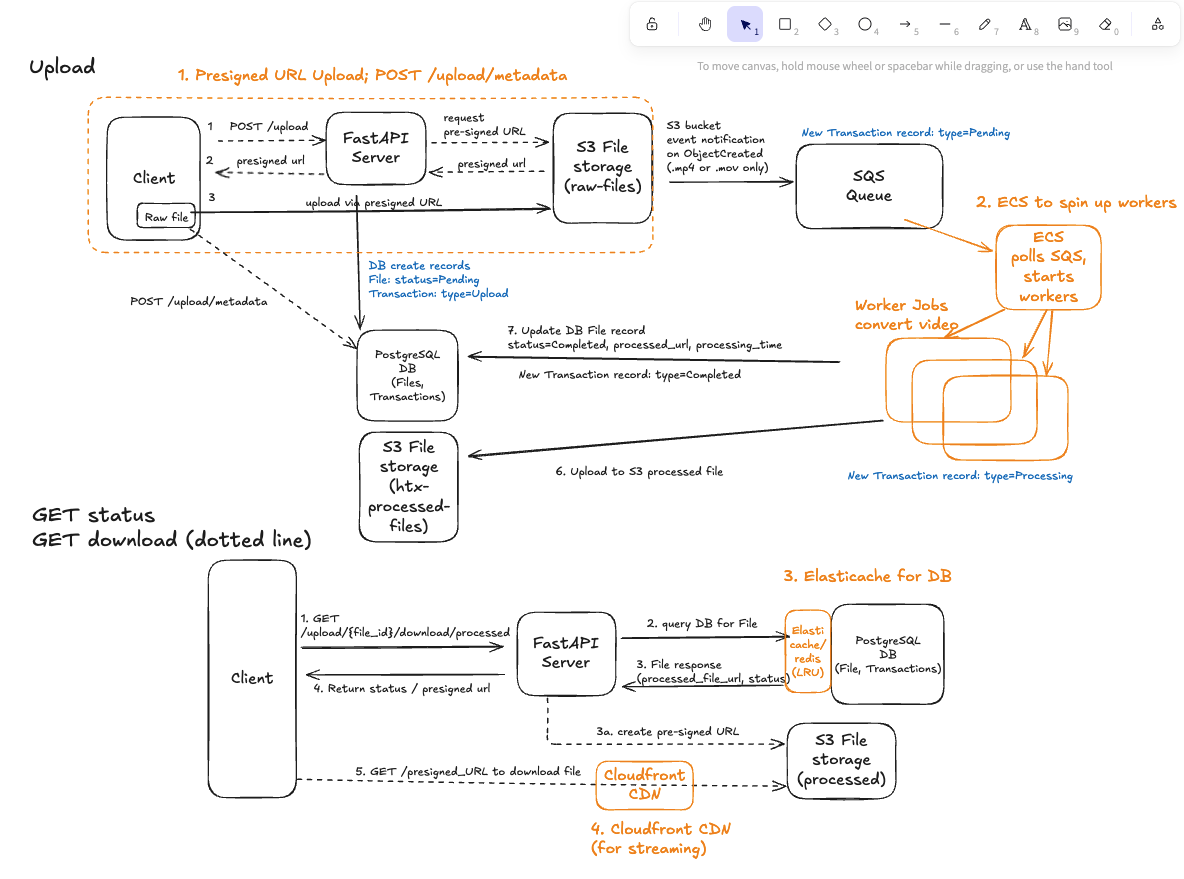 1
2
3
4
5
6
7
8
9
0
To move canvas, hold mouse wheel or spacebar while dragging, or use the hand tool
Upload
1. Presigned URL Upload; POST /upload/metadata
Client
Raw file
1
POST /upload
2
presigned url
3
upload via presigned URL
FastAPI
Server
request
pre-signed URL
presigned url
S3 File
storage
(raw-files)
S3 bucket
event notification
on ObjectCreated
(.mp4 or .mov only)
New Transaction record: type=Pending
SQS
Queue
2. ECS to spin up workers
ECS
polls SQS,
starts
workers
Worker Jobs
convert video
DB create records
File: status=Pending
Transaction: type=Upload
POST /upload/metadata
PostgreSQL
DB
(Files,
Transactions)
7. Update DB File record
status=Completed, processed_url, processing_time
New Transaction record: type=Completed
6. Upload to S3 processed file
New Transaction record: type=Processing
S3 File
storage
(htx-
processed-
files)
GET status
GET download (dotted line)
Client
1. GET
/upload/{file_id}/download/processed
4. Return status / presigned url
FastAPI
Server
2. query DB for File
3. File response
(processed_file_url, status)
3. Elasticache for DB
Elasti
cache/
redis
(LRU)
PostgreSQL
DB
(File, Transactions)
3a. create pre-signed URL
S3 File
storage
(processed)
5. GET /presigned_URL to download file
Cloudfront
CDN
4. Cloudfront CDN
(for streaming)